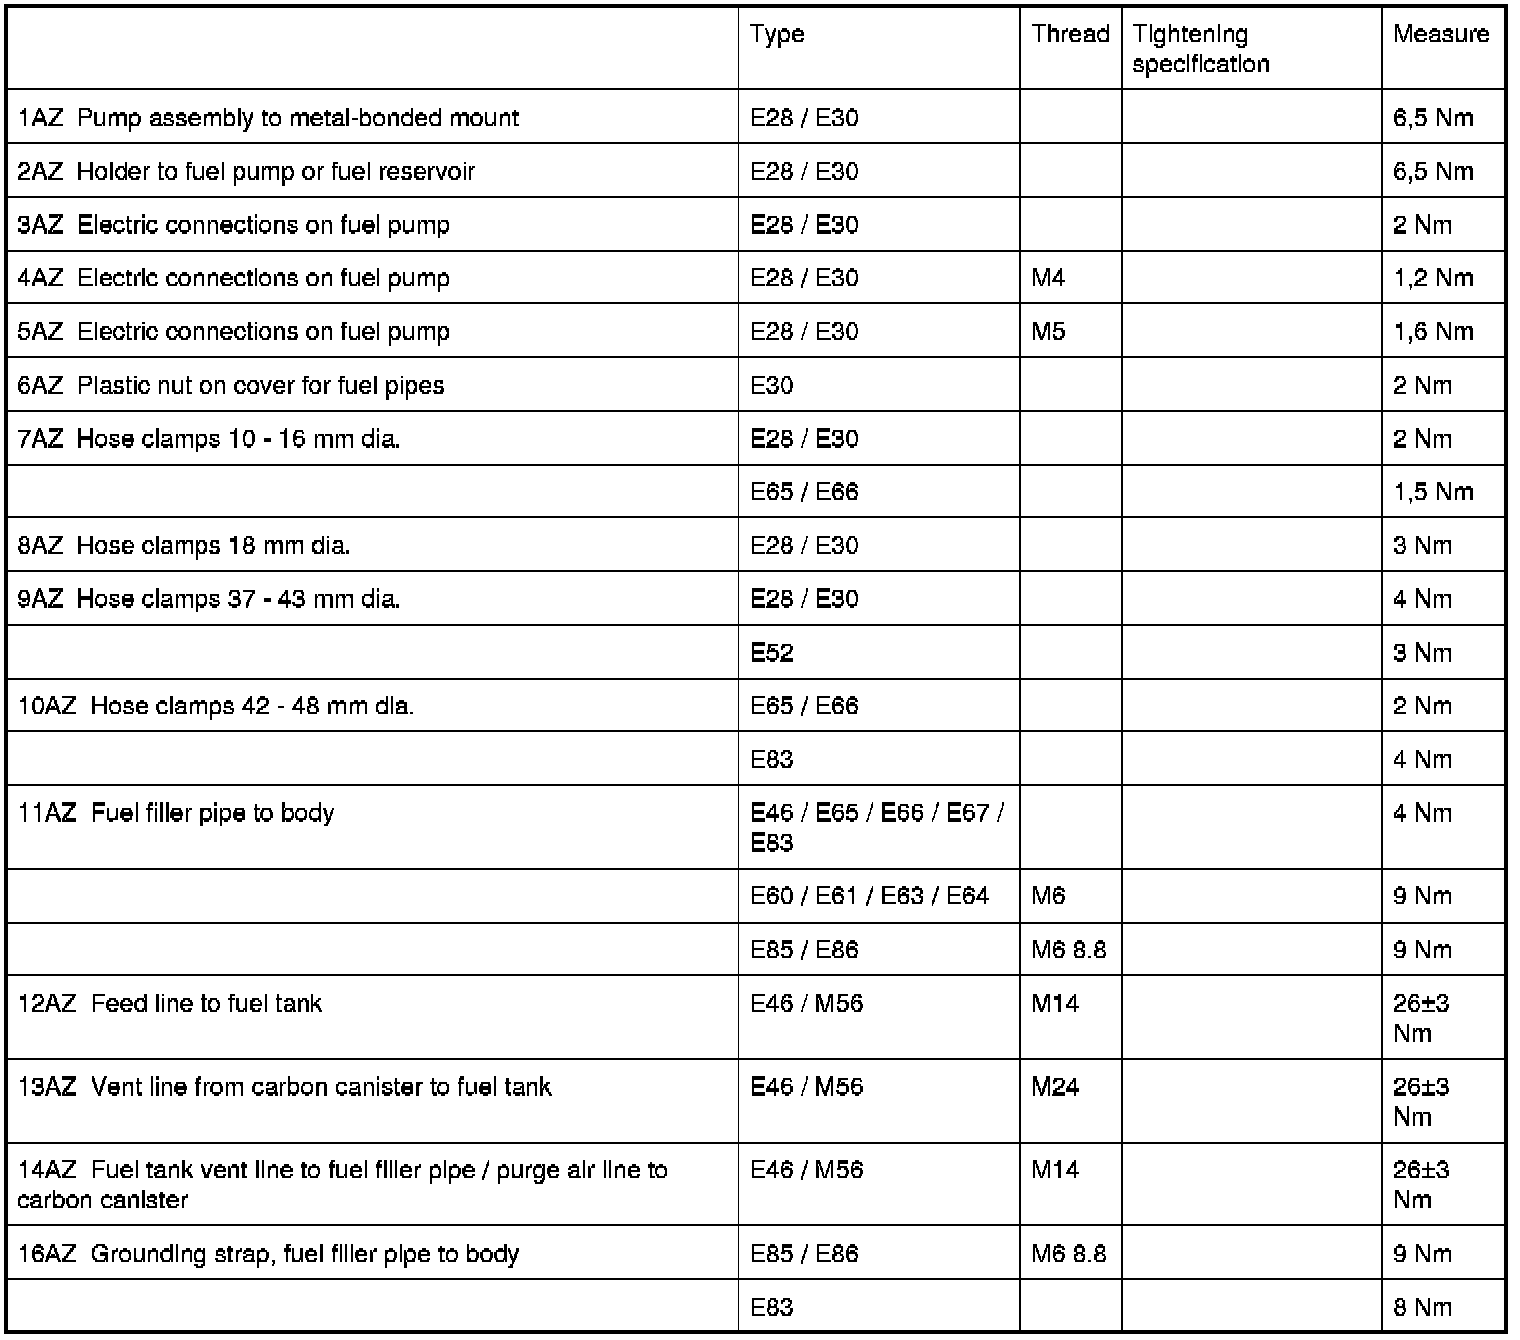 Type Thread Tightening specification Measure
1AZ Pump assembly to metal-bonded mount E28 / E30 6,5 Nm
2AZ Holder to fuel pump or fuel reservoir E28 / E30 6,5 Nm
3AZ Electric connections on fuel pump E28 / E30 2 Nm
4AZ Electric connections on fuel pump E28 / E30 M4 1,2 Nm
5AZ Electric connections on fuel pump E28 / E30 M5 1,6 Nm
6AZ Plastic nut on cover for fuel pipes E30 2 Nm
7AZ Hose clamps 10 - 16 mm dia. E28 / E30 2 Nm
E65 / E66 1,5 Nm
8AZ Hose clamps 18 mm dia. E28 / E30 3 Nm
9AZ Hose clamps 37 - 43 mm dia. E28 / E30 4 Nm
E52 3 Nm
10AZ Hose clamps 42 - 48 mm dia. E65 / E66 2 Nm
E83 4 Nm
11AZ Fuel filler pipe to body E46 / E65 / E66 / E67 / E83 4 Nm
E60 / E61 / E63 / E64 M6 9 Nm
E85 / E86 M6 8.8 9 Nm
12AZ Feed line to fuel tank E46 / M56 M14 26±3 Nm
13AZ Vent line from carbon canister to fuel tank E46 / M56 M24 26±3 Nm
14AZ Fuel tank vent line to fuel filler pipe / purge air line to carbon canister E46 / M56 M14 26±3 Nm
16AZ Grounding strap, fuel filler pipe to body E85 / E86 M6 8.8 9 Nm
E83 8 Nm